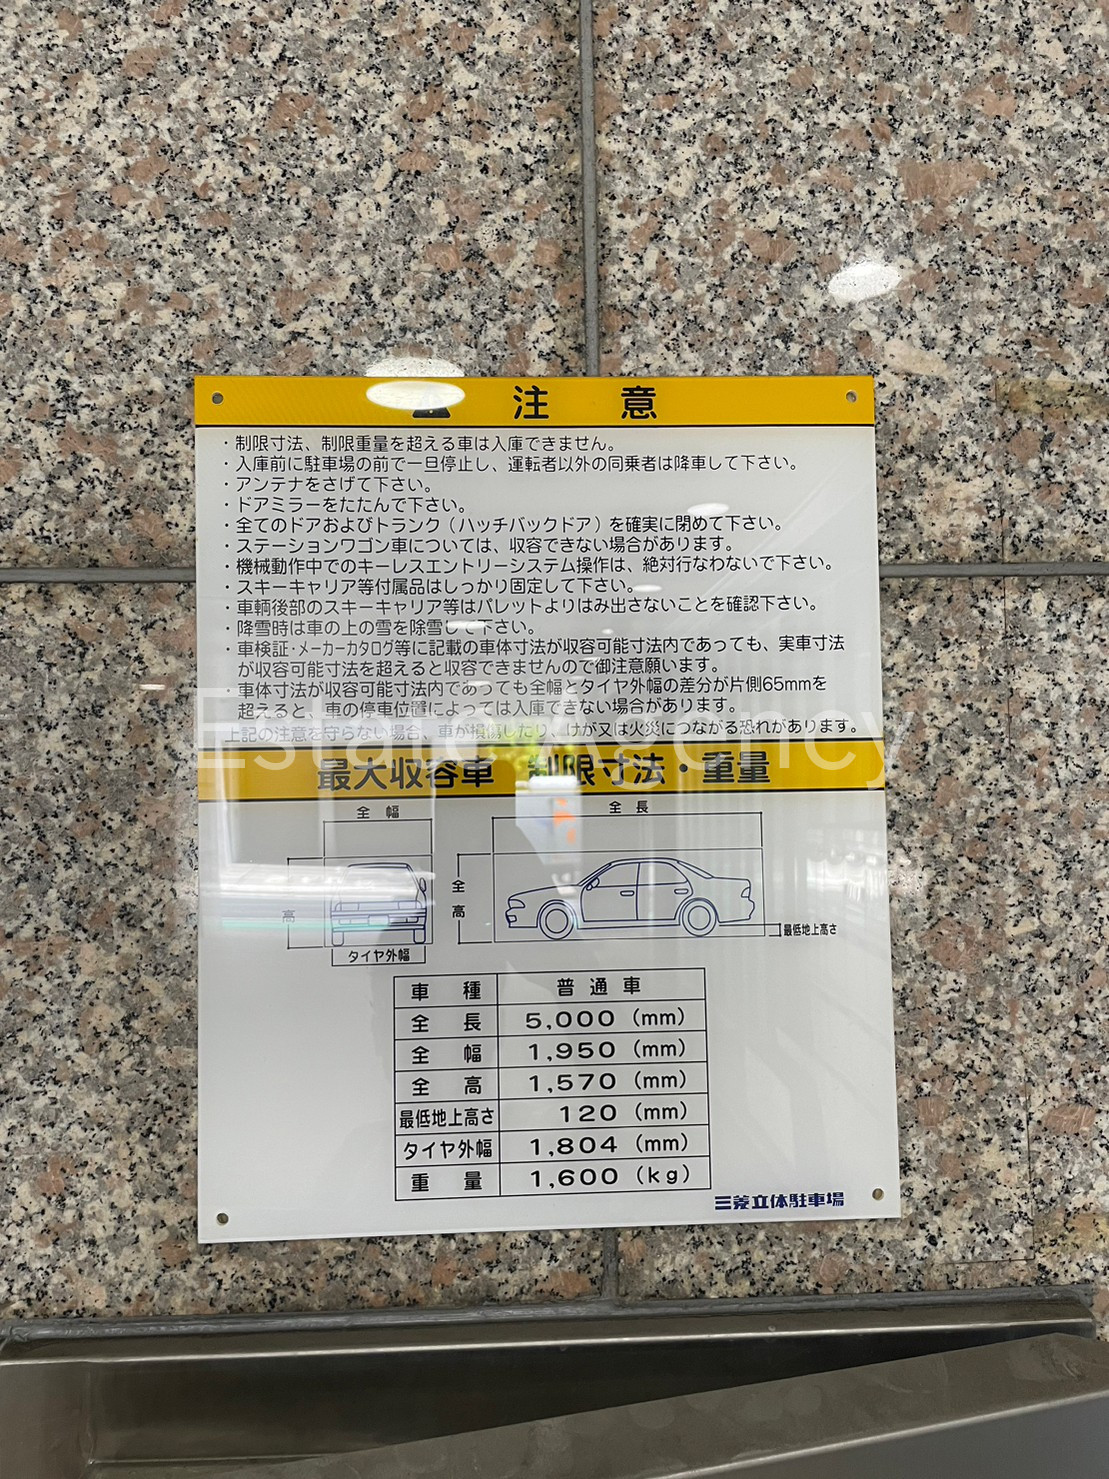 注 意
・制限寸法、制限重量を超える車は入庫できません。
・入庫前に駐車場の前で一旦停止し、運転者以外の同乗者は降車して下さい。
・アンテナをさげて下さい。
・ドアミラーをたたんで下さい。
・全てのドアおよびトランク（ハッチバックドア）を確実に閉めて下さい。
・ステーションワゴン車については、収容できない場合があります。
・機械動作中でのキーレスエントリーシステム操作は、絶対行なわないで下さい。
・スキーキャリア等付属品はしっかり固定して下さい。
・車輌後部のスキーキャリア等はパレットよりはみ出さないことを確認下さい。
・降雪時は車の上の雪を除雪して下さい。
・車検証・メーカーカタログ等に記載の車体寸法が収容可能寸法内であっても、実車寸法
が収容可能寸法を超えると収容できませんので御注意願います。
・車体寸法が収容可能寸法内であっても全幅とタイヤ外幅の差分が片側65mmを
超えると、車の停車位置によっては入庫できない場合があります。
上記の注意を守らない場合、車が損傷したり、けが又は火災につながる恐れがあります。
Estate Agency
最大収容車 制限寸法・重量
全 幅
全 長
高
全 高
タイヤ外幅
最低地上高さ
車 種 普 通 車
全 長 5,000 (mm)
全 幅 1,950 (mm)
全 高 1,570 (mm)
最低地上高さ 120 (mm)
タイヤ外幅 1,804 (mm)
重 量 1,600 (kg)
三菱立体駐車場